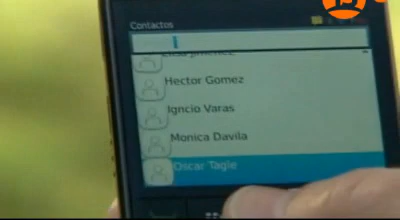 Contactos
Hector Gomez
Igncio Varas
Monica Davila
Oscar Tagle